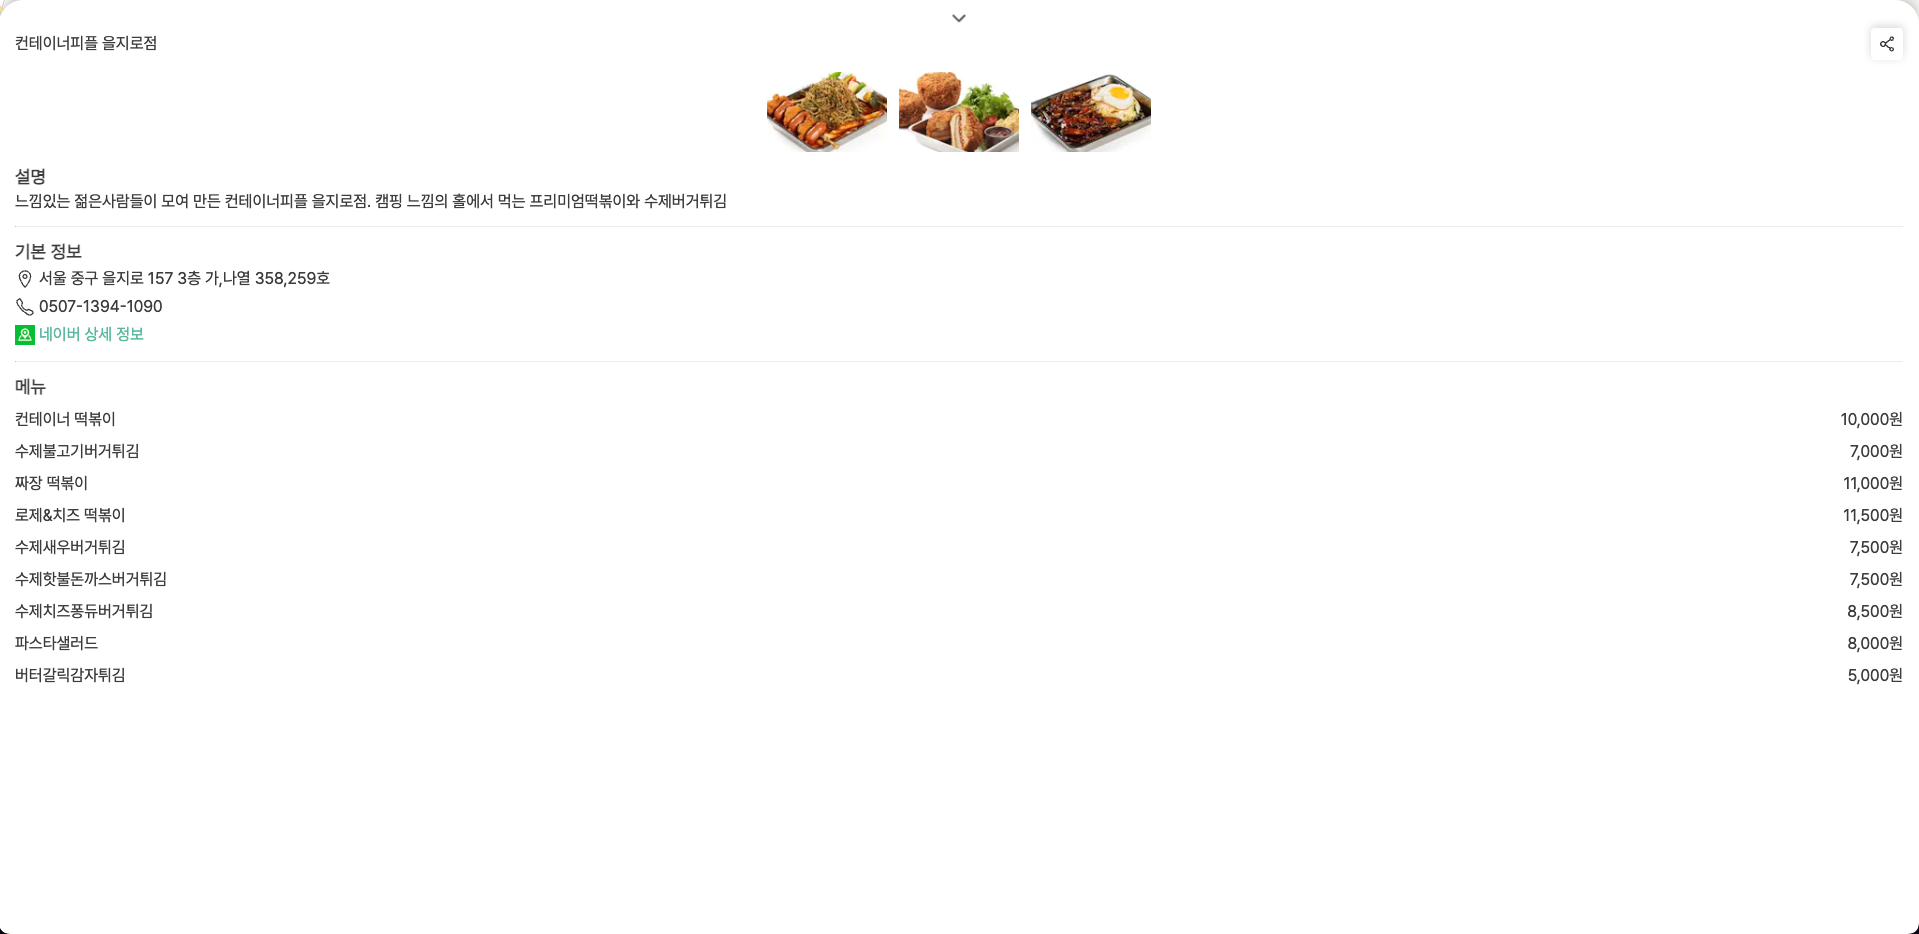 컨테이너피플 을지로점
설명
느낌있는 젊은사람들이 모여 만든 컨테이너피플 을지로점. 캠핑 느낌의 홀에서 먹는 프리미엄떡볶이와 수제버거튀김
기본 정보
서울 중구 을지로 157 3층 가,나열 358,259호
0507-1394-1090
네이버 상세 정보
메뉴
컨테이너 떡볶이 10,000원
수제불고기버거튀김 7,000원
짜장 떡볶이 11,000원
로제&치즈 떡볶이 11,500원
수제새우버거튀김 7,500원
수제핫불돈까스버거튀김 7,500원
수제치즈퐁듀버거튀김 8,500원
파스타샐러드 8,000원
버터갈릭감자튀김 5,000원